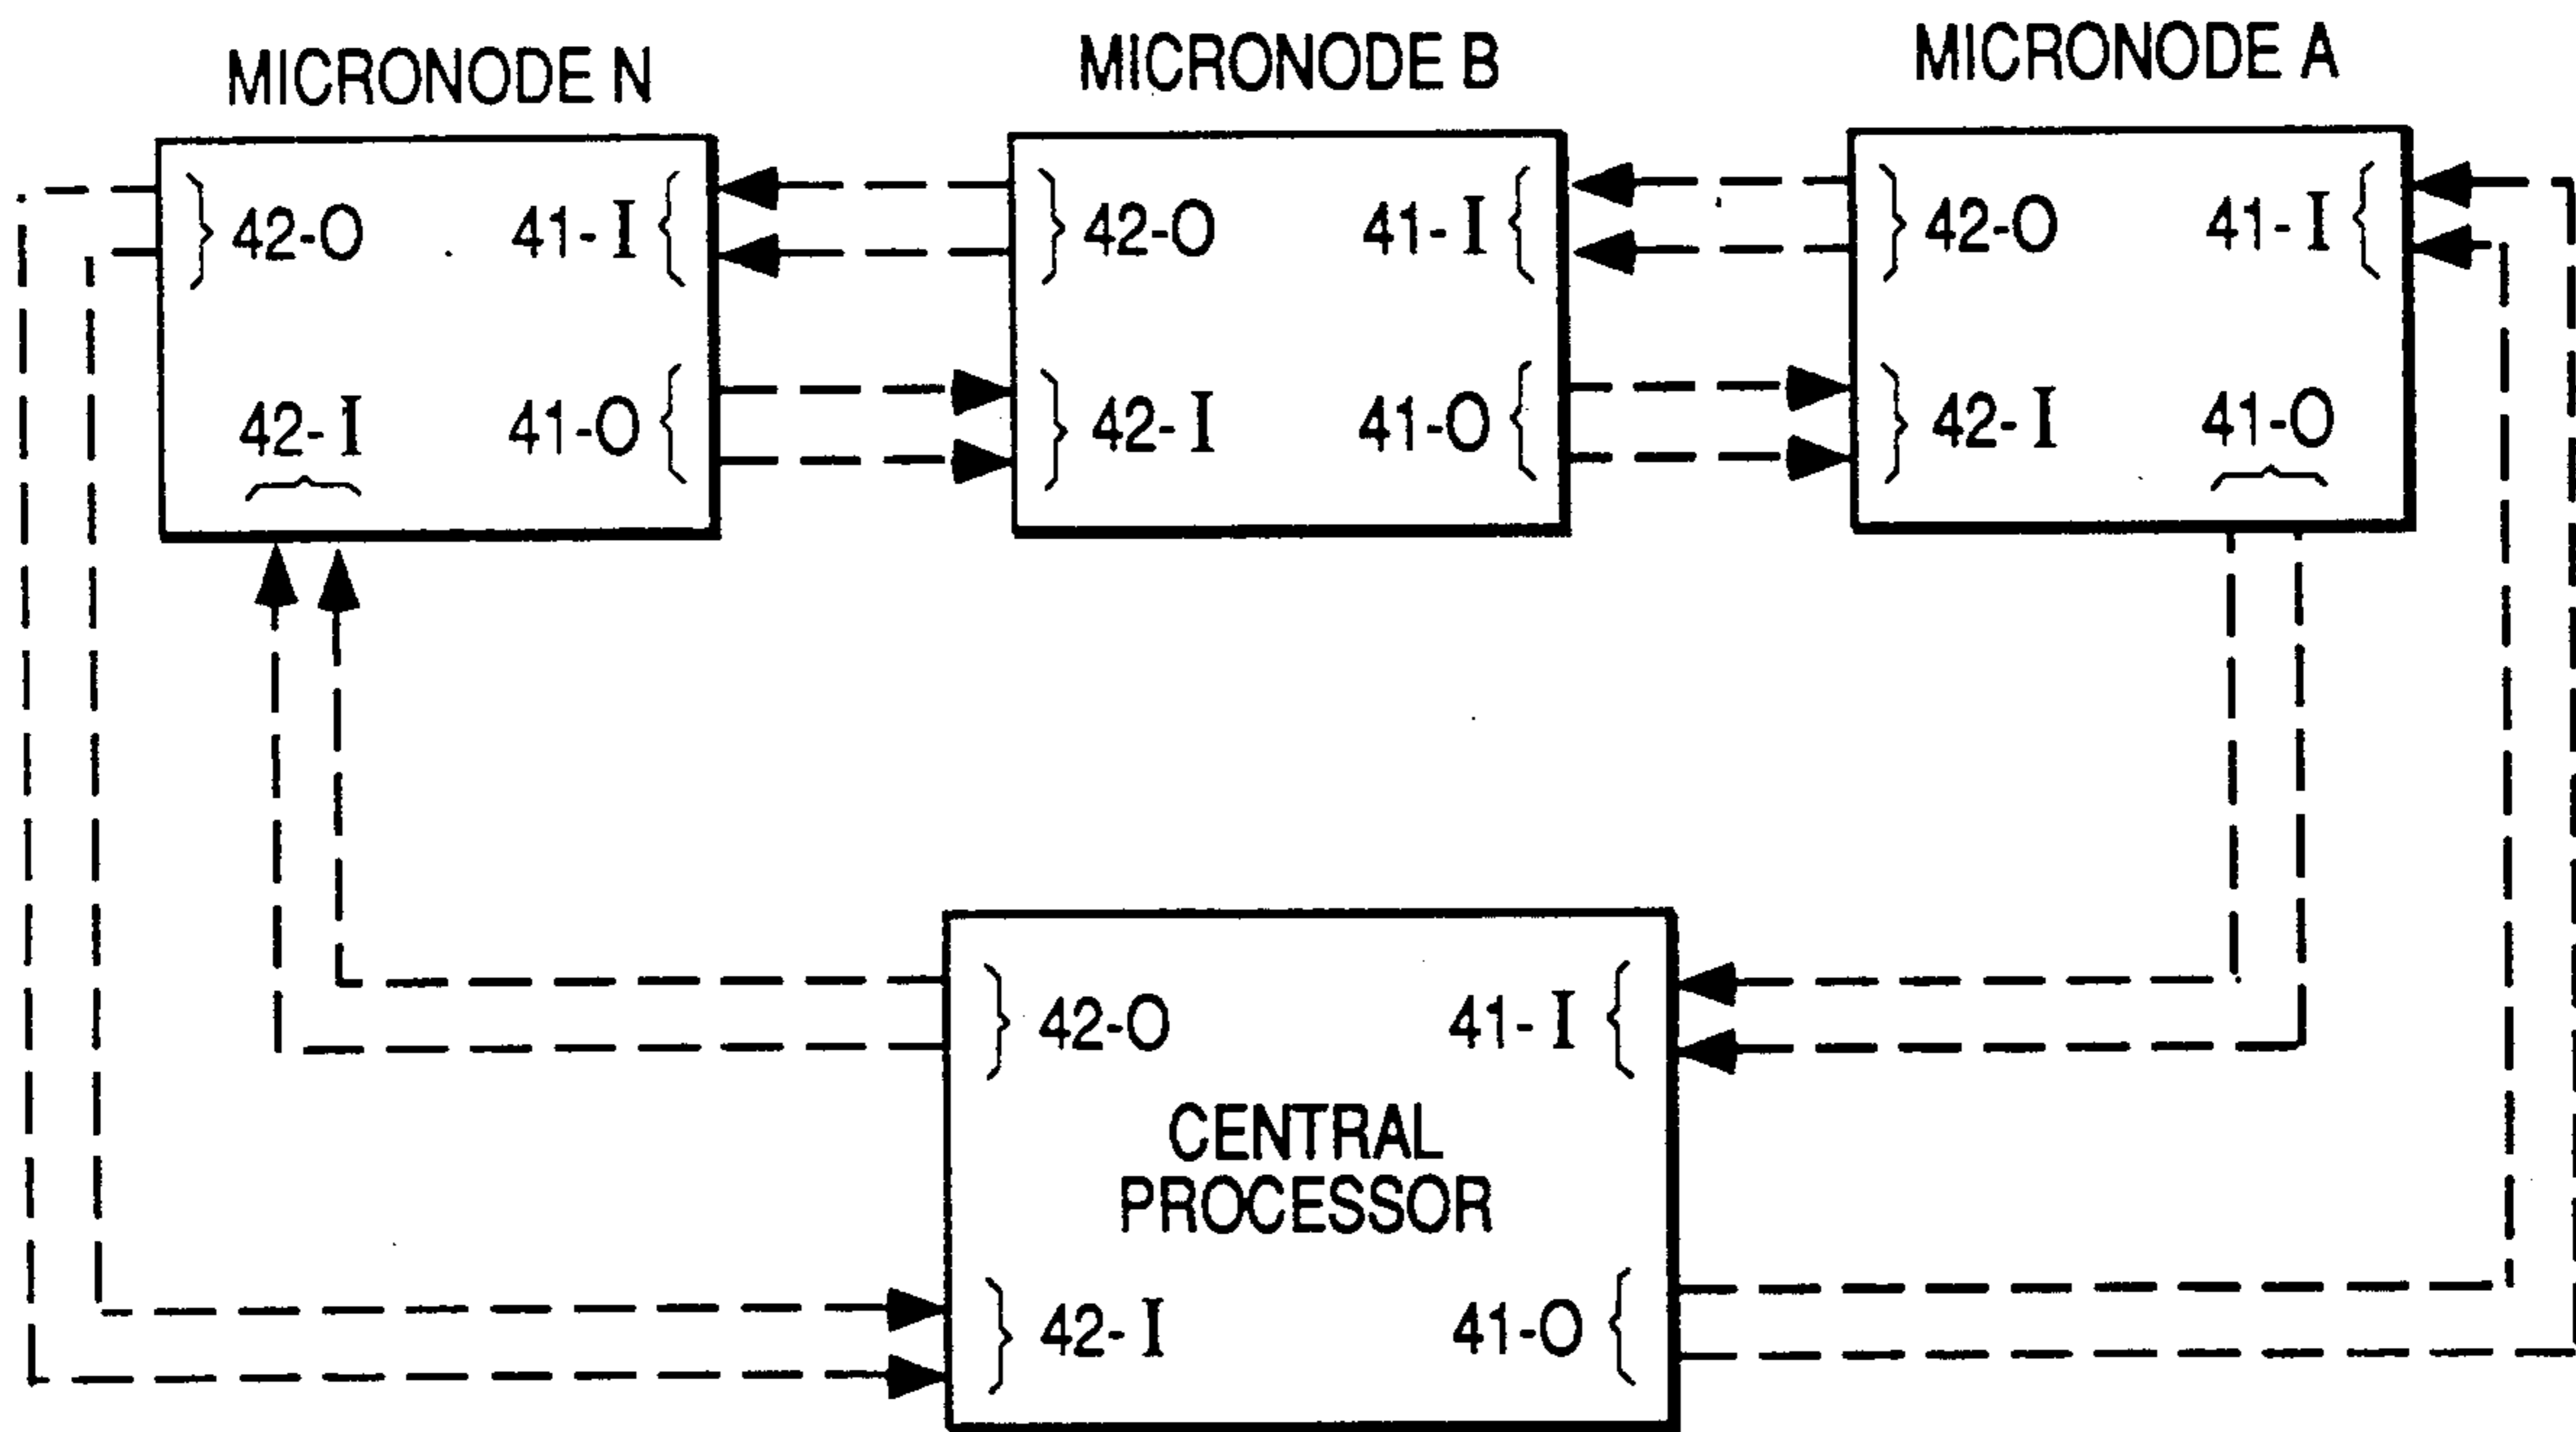 MICRONODE N
MICRONODE B
MICRONODE A
42-O 41-I
42-I 41-O
42-O 41-I
42-I 41-O
42-O 41-I
42-I 41-O
42-O 41-I
CENTRAL
PROCESSOR
42-I 41-O